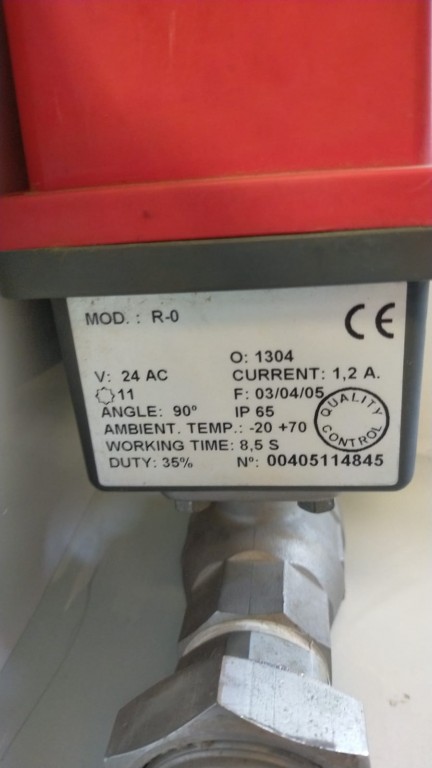 MOD. : R-0 CE
O: 1304
V: 24 AC CURRENT: 1,2 A.
11 F: 03/04/05
ANGLE: 90º IP 65
AMBIENT. TEMP.: -20 +70
WORKING TIME: 8,5 S
DUTY: 35% Nº: 00405114845
QUALITY CONTROL